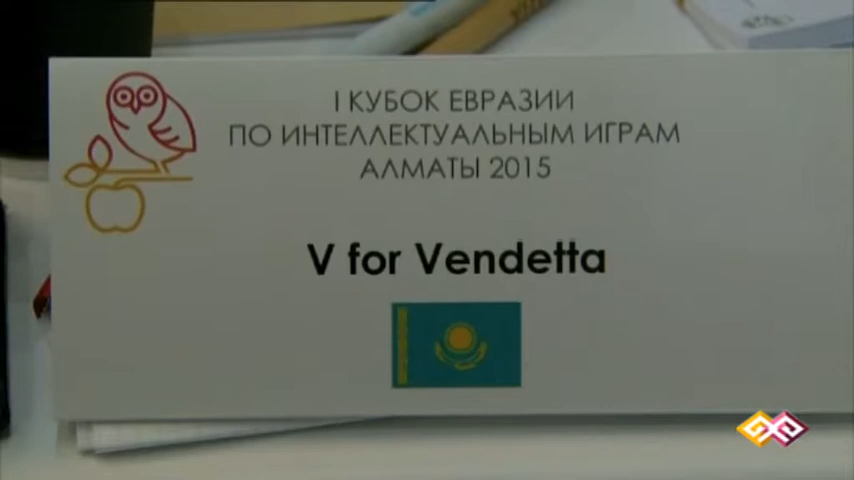 I КУБОК ЕВРАЗИИ
ПО ИНТЕЛЛЕКТУАЛЬНЫМ ИГРАМ
АЛМАТЫ 2015
V for Vendetta